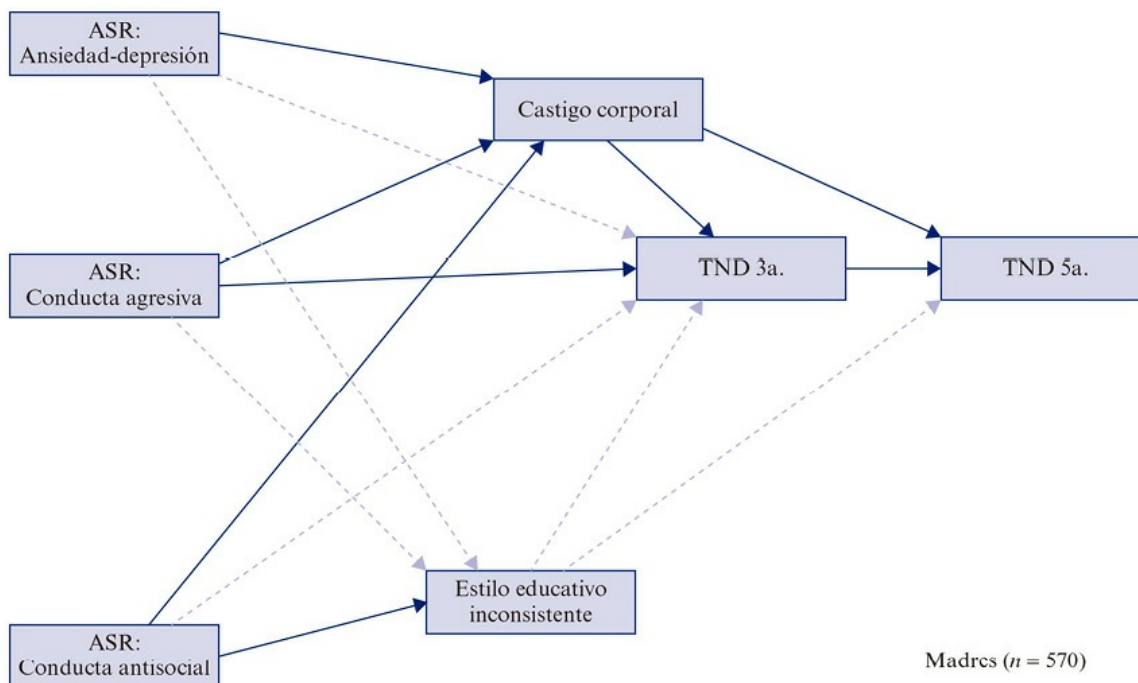 ASR:
Ansiedad-depresión
Castigo corporal
ASR:
Conducta agresiva
TND 3a.
TND 5a.
Estilo educativo
inconsistente
ASR:
Conducta antisocial
Madres (n = 570)